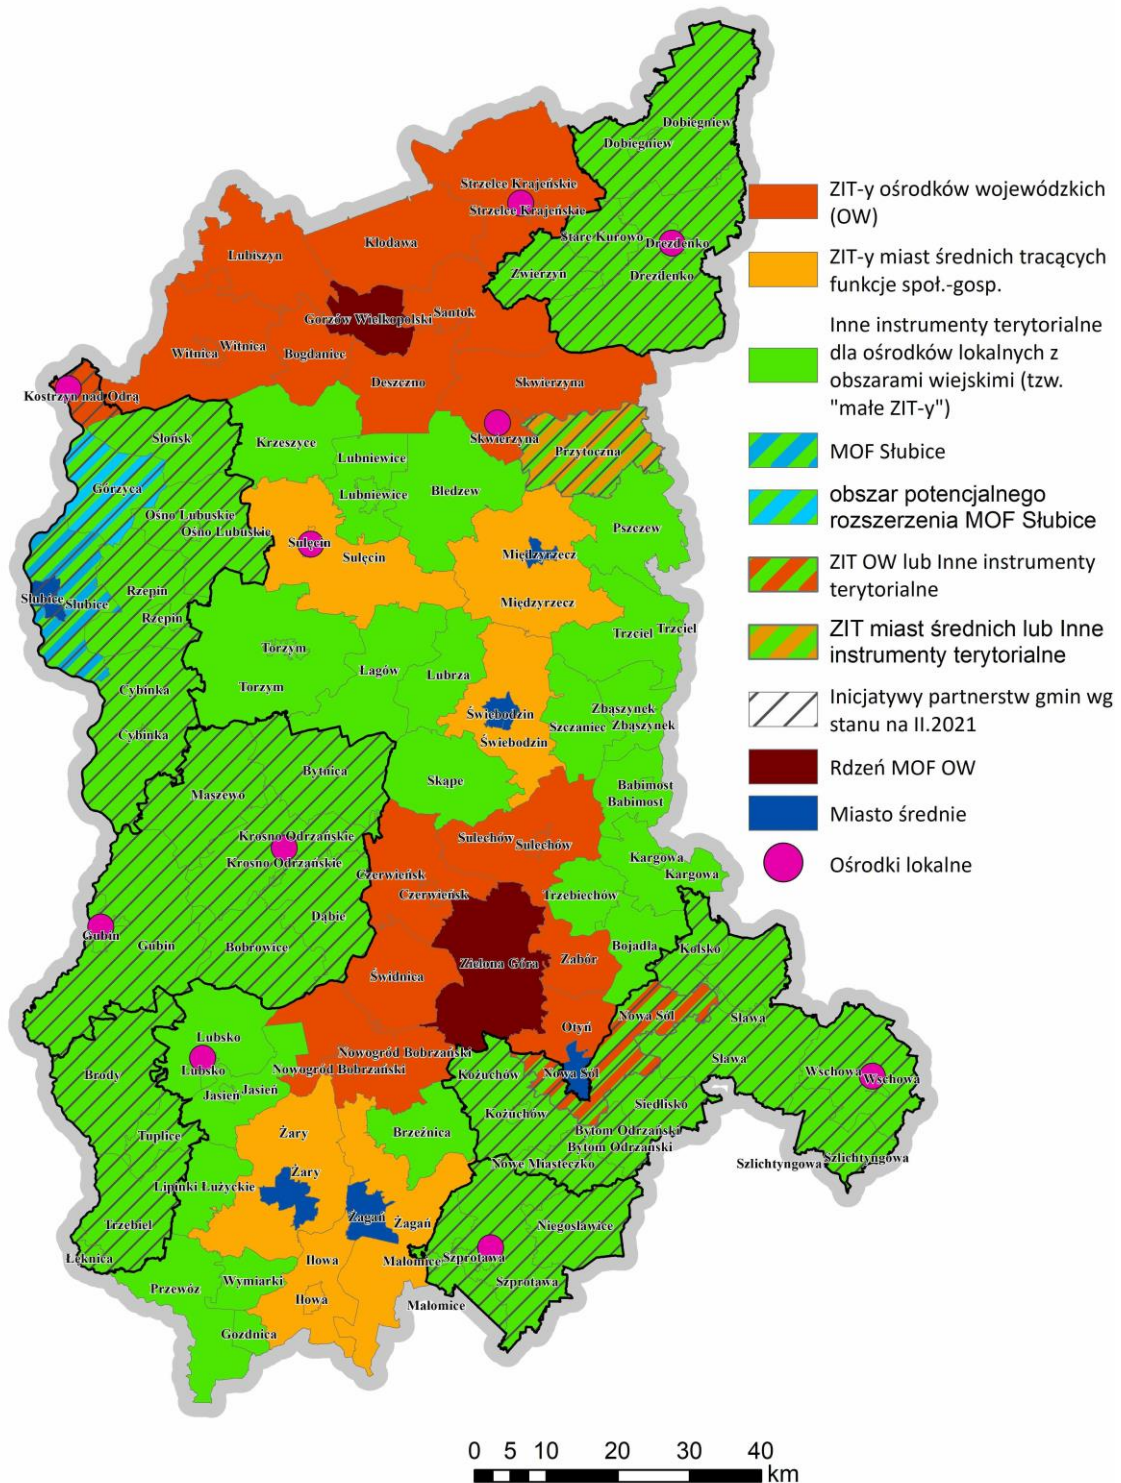 Dobiegniew
Dobiegniew
Strzelce Krajeńskie
Strzelce Krajeńskie
Stare Kurowo
Drezdenko
Drezdenko
Zwierzyn
Kłodawa
Lubiszyn
Santok
Gorzów Wielkopolski
Witnica
Witnica
Bogdaniec
Deszczno
Skwierzyna
Kostrzyn nad Odrą
Skwierzyna
Słońsk
Krzeszyce
Lubniewice
Przytoczna
Bledzew
Górzyca
Lubniewice
Ośno Lubuskie
Ośno Lubuskie
Pszczew
Sulęcin
Sulęcin
Międzyrzecz
Międzyrzecz
Rzepin
Rzepin
Słubice
Słubice
Trzciel
Trzciel
Torzym
Torzym
Łagów
Lubrza
Cybinka
Cybinka
Świebodzin
Świebodzin
Szczaniec
Zbąszynek
Zbąszynek
Bytnica
Maszewo
Skąpe
Babimost
Babimost
Krosno Odrzańskie
Krosno Odrzańskie
Sulechów
Sulechów
Kargowa
Kargowa
Czerwieńsk
Czerwieńsk
Trzebiechów
Dąbie
Gubin
Gubin
Bobrowice
Bojadła
Kolsko
Zielona Góra
Zabór
Świdnica
Nowa Sól
Sława
Otyń
Lubsko
Lubsko
Nowogród Bobrzański
Nowogród Bobrzański
Kożuchów
Nowa Sól
Sława
Wschowa
Wschowa
Brody
Jasień
Jasień
Kożuchów
Siedlisko
Brzeźnica
Żary
Bytom Odrzański
Bytom Odrzański
Tuplice
Nowe Miasteczko
Szlichtyngowa
Szlichtyngowa
Żary
Lipinki Łużyckie
Żagań
Żagań
Trzebiel
Niegosławice
Łęknica
Iłowa
Małomice
Szprotawa
Szprotawa
Przewóz
Wymiarki
Iłowa
Małomice
Gozdnica
ZIT-y ośrodków wojewódzkich
(OW)
ZIT-y miast średnich tracących
funkcje społ.-gosp.
Inne instrumenty terytorialne
dla ośrodków lokalnych z
obszarami wiejskimi (tzw.
"małe ZIT-y")
MOF Słubice
obszar potencjalnego
rozszerzenia MOF Słubice
ZIT OW lub Inne instrumenty
terytorialne
ZIT miast średnich lub Inne
instrumenty terytorialne
Inicjatywy partnerstw gmin wg
stanu na II.2021
Rdzeń MOF OW
Miasto średnie
Ośrodki lokalne
0 5 10 20 30 40
km